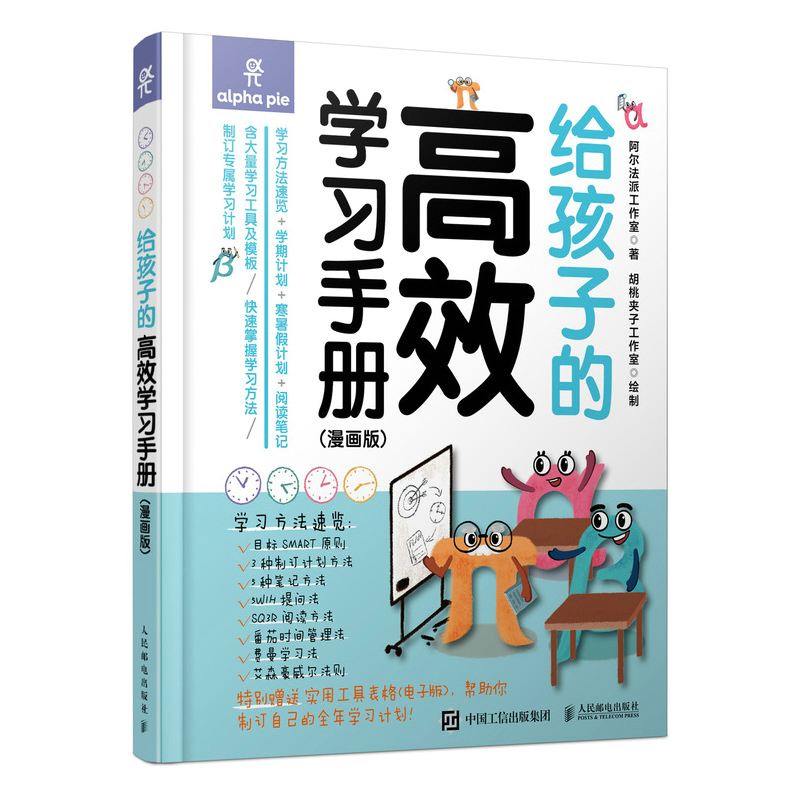 alpha pie
给孩子的
高效
学习手册
(漫画版)
阿尔法派工作室◎著 胡桃夹子工作室◎绘制
学习方法速览+学期计划+寒暑假计划+阅读笔记
含大量学习工具及模板/快速掌握学习方法/
制订专属学习计划
学习方法速览:
目标SMART原则
3种制订计划方法
5种笔记方法
5W1H提问法
SQ3R阅读方法
番茄时间管理法
费曼学习法
艾森豪威尔法则
特别赠送实用工具表格(电子版),帮助你
制订自己的全年学习计划!
中国工信出版集团
人民邮电出版社
POSTS & TELECOM PRESS
给孩子的高效学习手册(漫画版)
人民邮电出版社